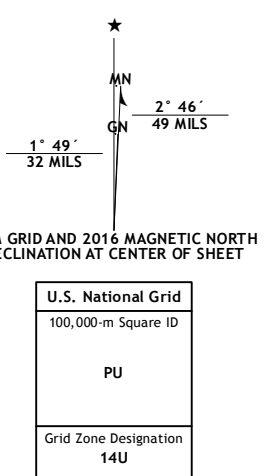 ★
MN
2° 46´
49 MILS
GN
1° 49´
32 MILS
GRID AND 2016 MAGNETIC NORTH
CLINATION AT CENTER OF SHEET
U.S. National Grid
100,000-m Square ID
PU
Grid Zone Designation
14U